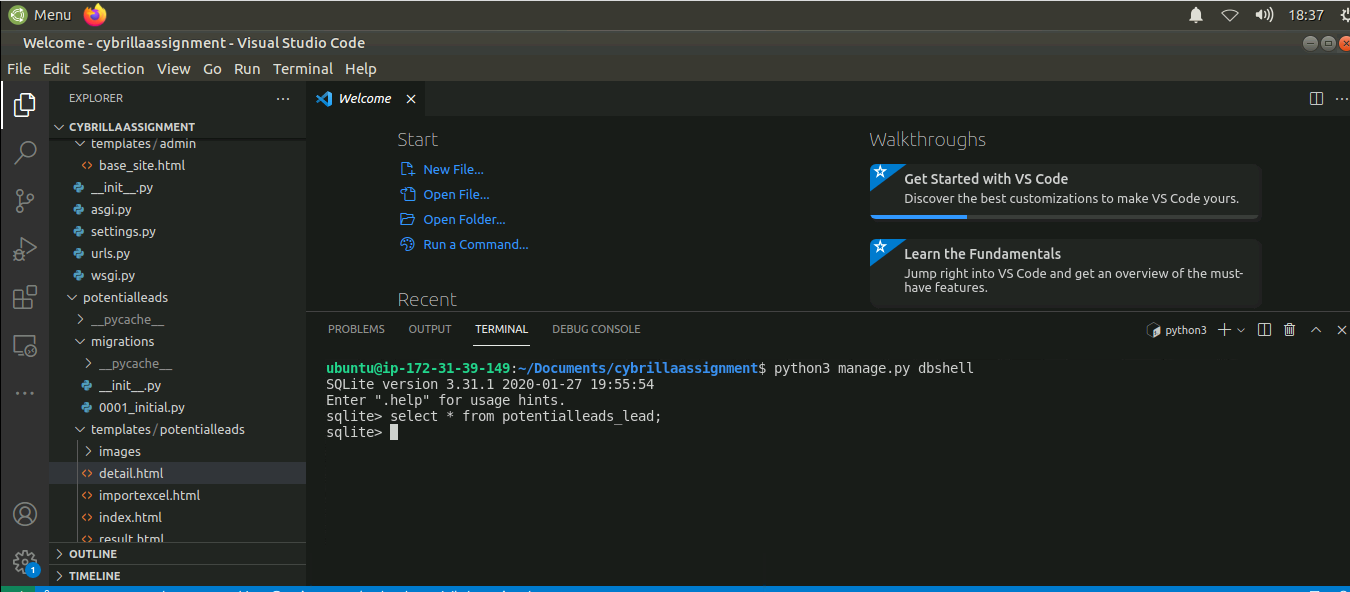 Menu
18:37
Welcome - cybrillaassignment - Visual Studio Code
File Edit Selection View Go Run Terminal Help
EXPLORER
CYBRILLAASSIGNMENT
templates / admin
base_site.html
__init__.py
asgi.py
settings.py
urls.py
wsgi.py
potentialleads
__pycache__
migrations
__pycache__
__init__.py
0001_initial.py
templates / potentialleads
images
detail.html
importexcel.html
index.html
result.html
OUTLINE
TIMELINE
1
Welcome
Start
New File...
Open File...
Open Folder...
Run a Command...
Recent
Walkthroughs
Get Started with VS Code
Discover the best customizations to make VS Code yours.
Learn the Fundamentals
Jump right into VS Code and get an overview of the must-
have features.
PROBLEMS OUTPUT TERMINAL DEBUG CONSOLE
python3
ubuntu@ip-172-31-39-149:~/Documents/cybrillaassignment$ python3 manage.py dbshell
SQLite version 3.31.1 2020-01-27 19:55:54
Enter ".help" for usage hints.
sqlite> select * from potentialleads_lead;
sqlite>